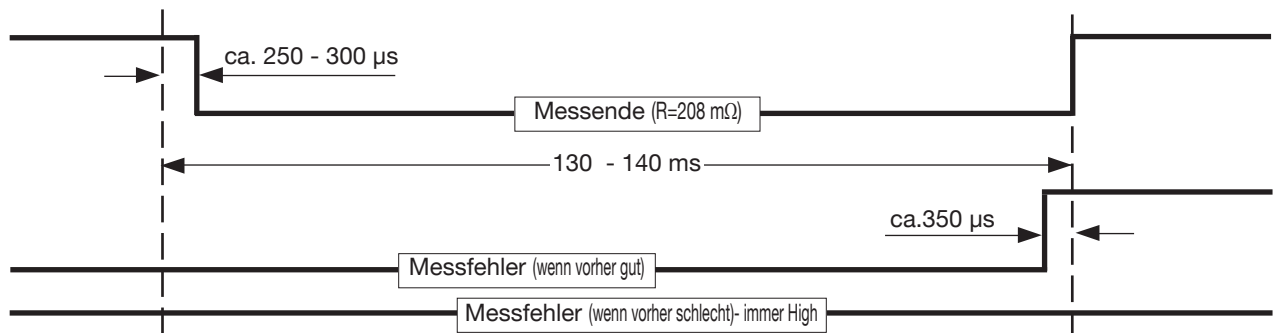 ca. 250 - 300 µs
Messende (R=208 mΩ)
130 - 140 ms
ca.350 µs
Messfehler (wenn vorher gut)
Messfehler (wenn vorher schlecht)- immer High